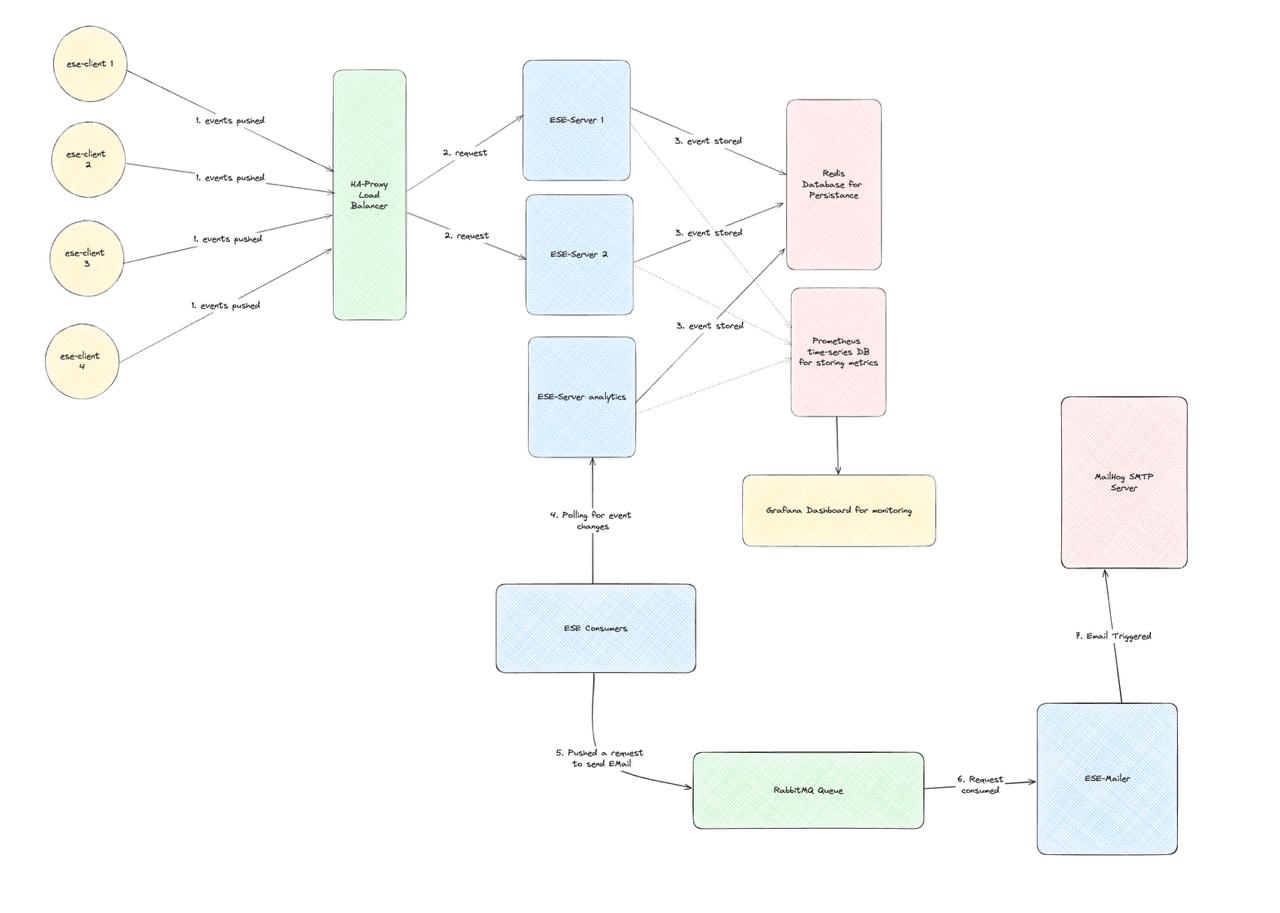 ese-client 1
1. events pushed
ese-client
2
1. events pushed
ese-client
3
1. events pushed
ese-client
4
1. events pushed
HA-Proxy
Load
Balancer
2. request
2. request
ESE-Server 1
ESE-Server 2
ESE-Server analytics
3. event stored
3. event stored
3. event stored
Redis
Database for
Persistance
Prometheus
time-series DB
for storing metrics
Grafana Dashboard for monitoring
4. Polling for event
changes
ESE Consumers
5. Pushed a request
to send EMail
RabbitMQ Queue
6. Request
consumed
ESE-Mailer
7. Email Triggered
MailHog SMTP
Server